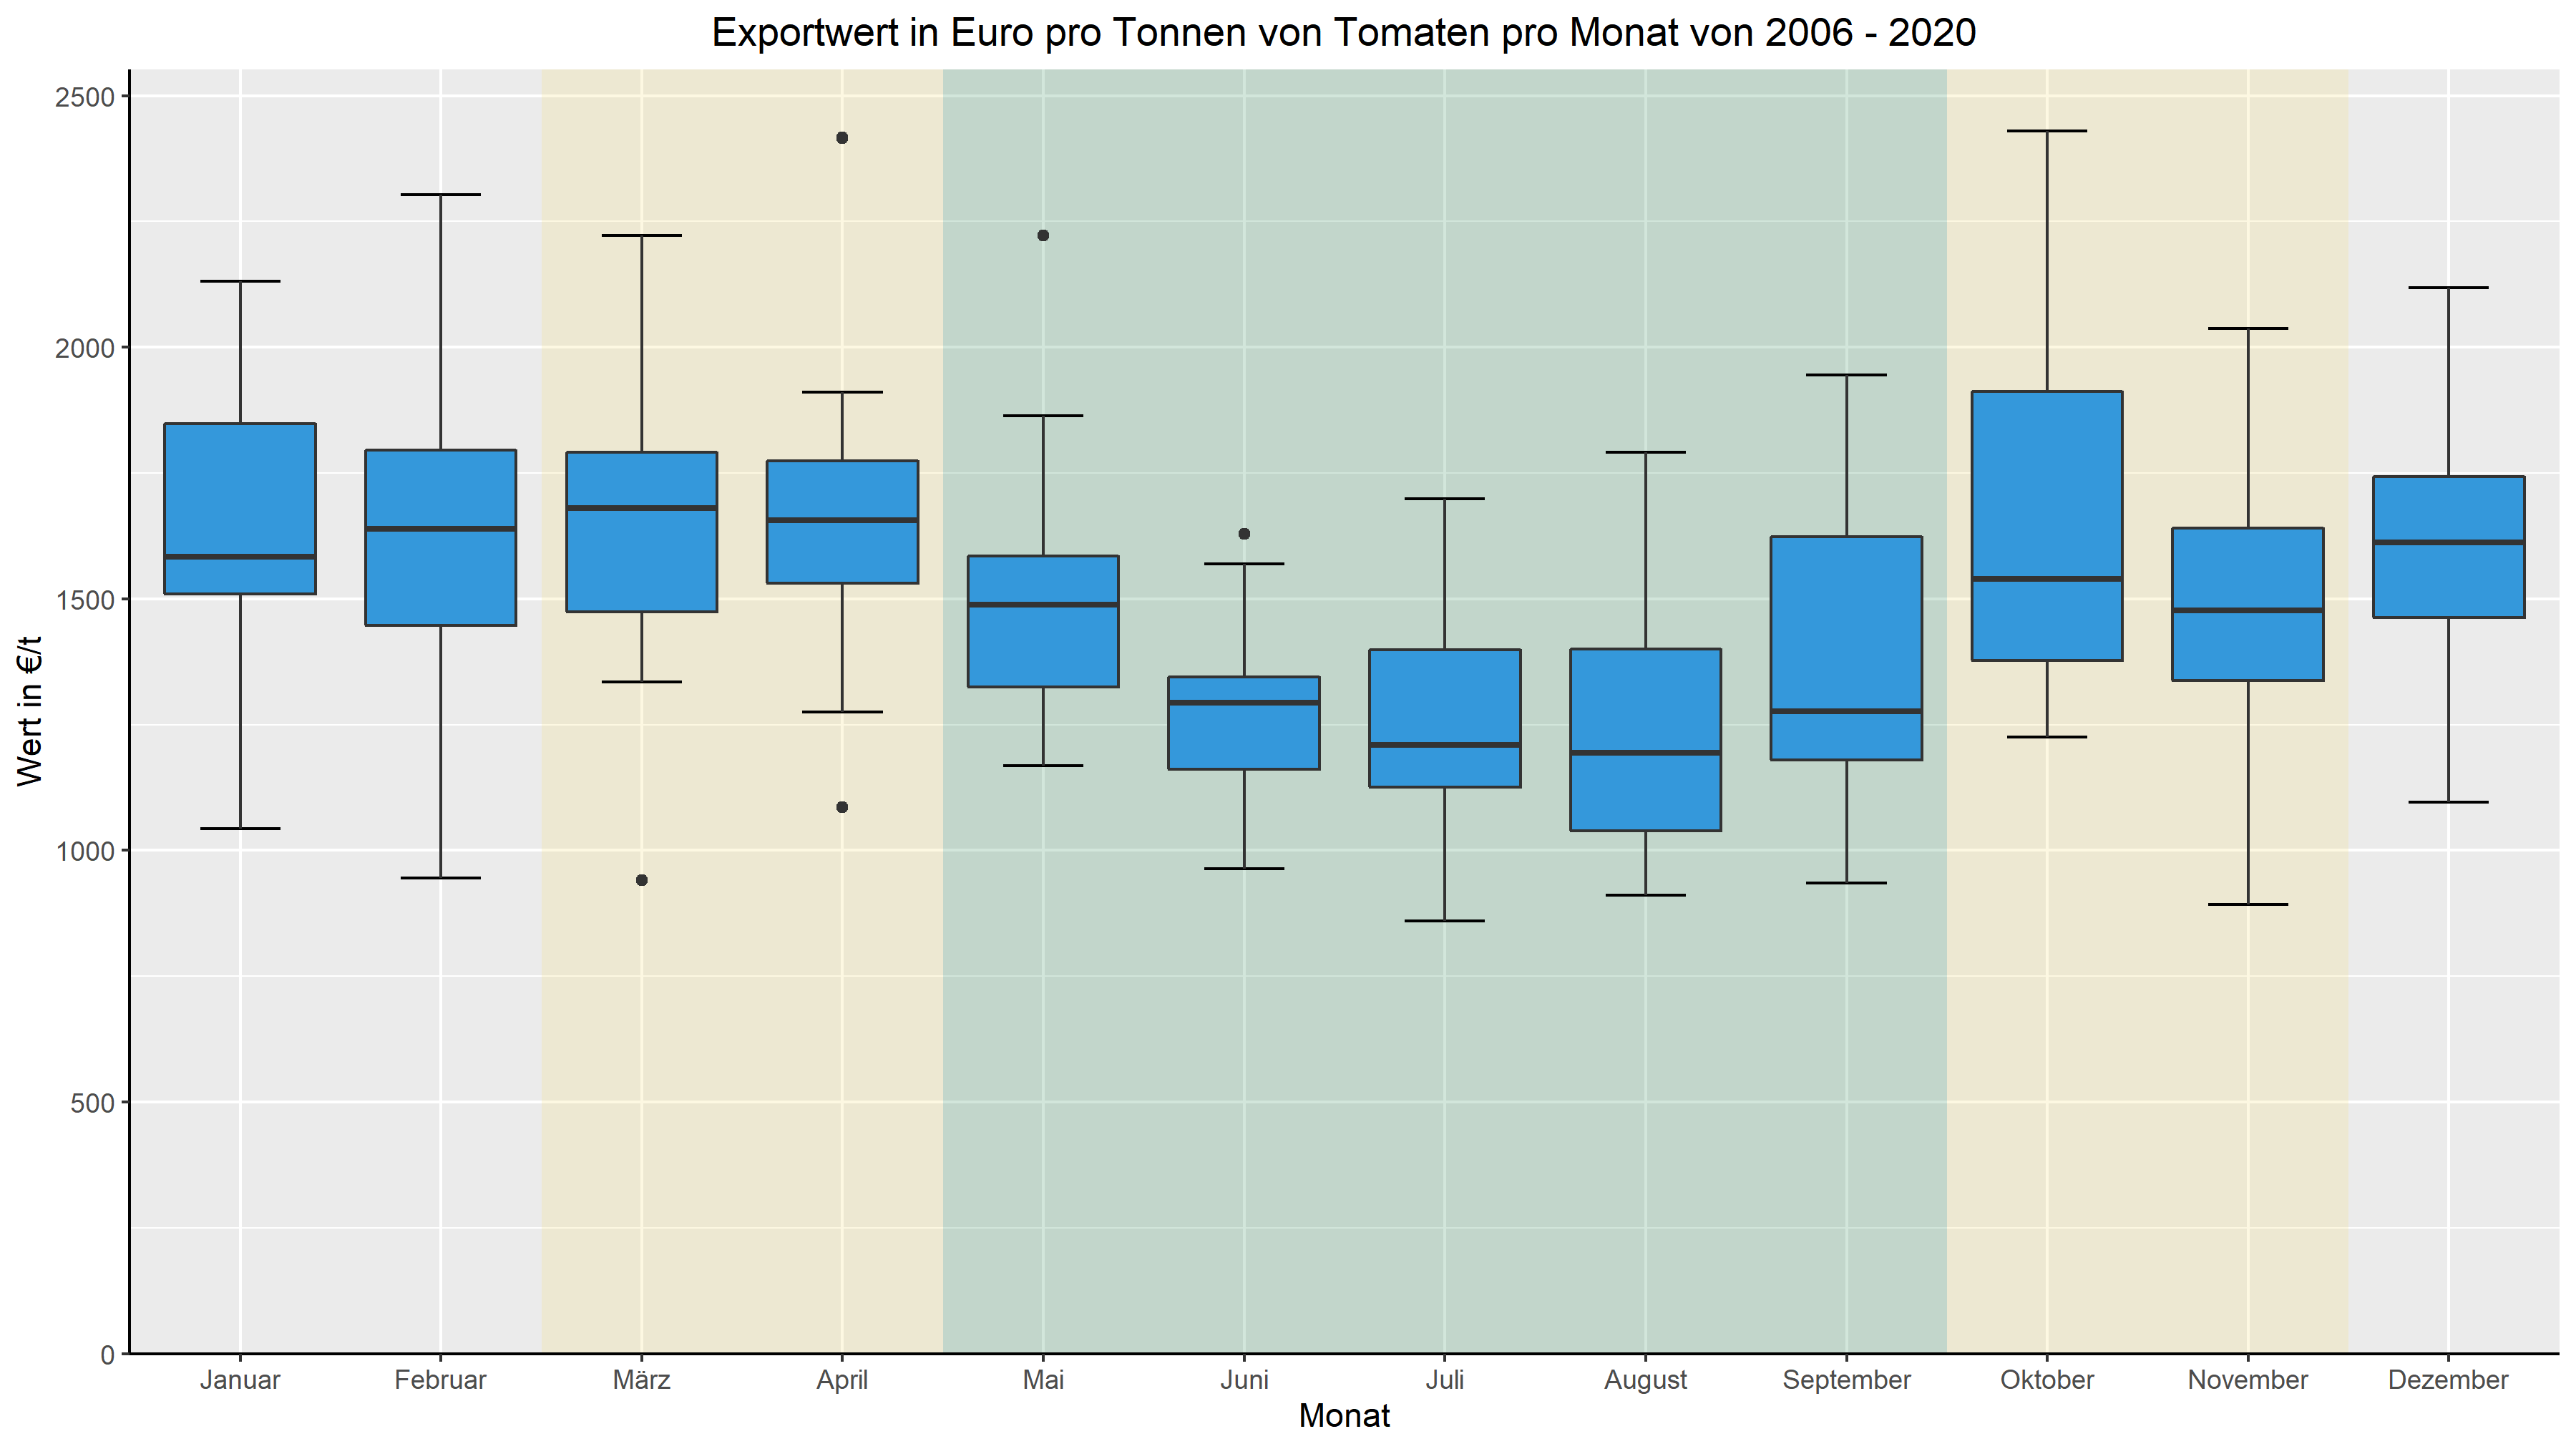 Exportwert in Euro pro Tonnen von Tomaten pro Monat von 2006 - 2020
Wert in €/t
2500
2000
1500
1000
500
0
Januar Februar März April Mai Juni Juli August September Oktober November Dezember
Monat